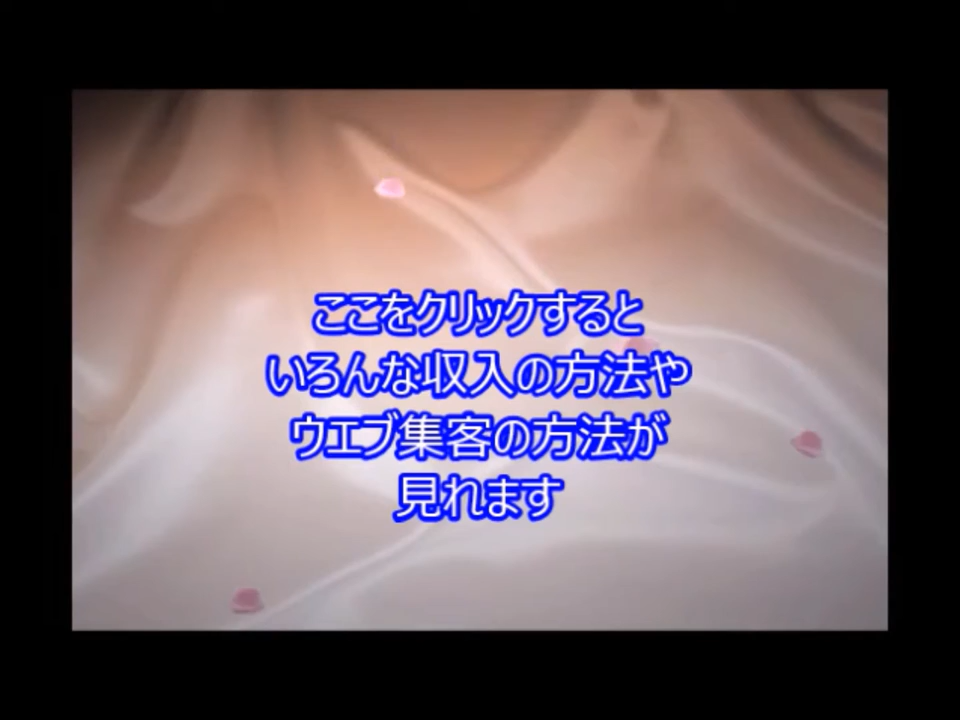 ここをクリックすると
いろんな収入の方法や
ウエブ集客の方法が
見れます